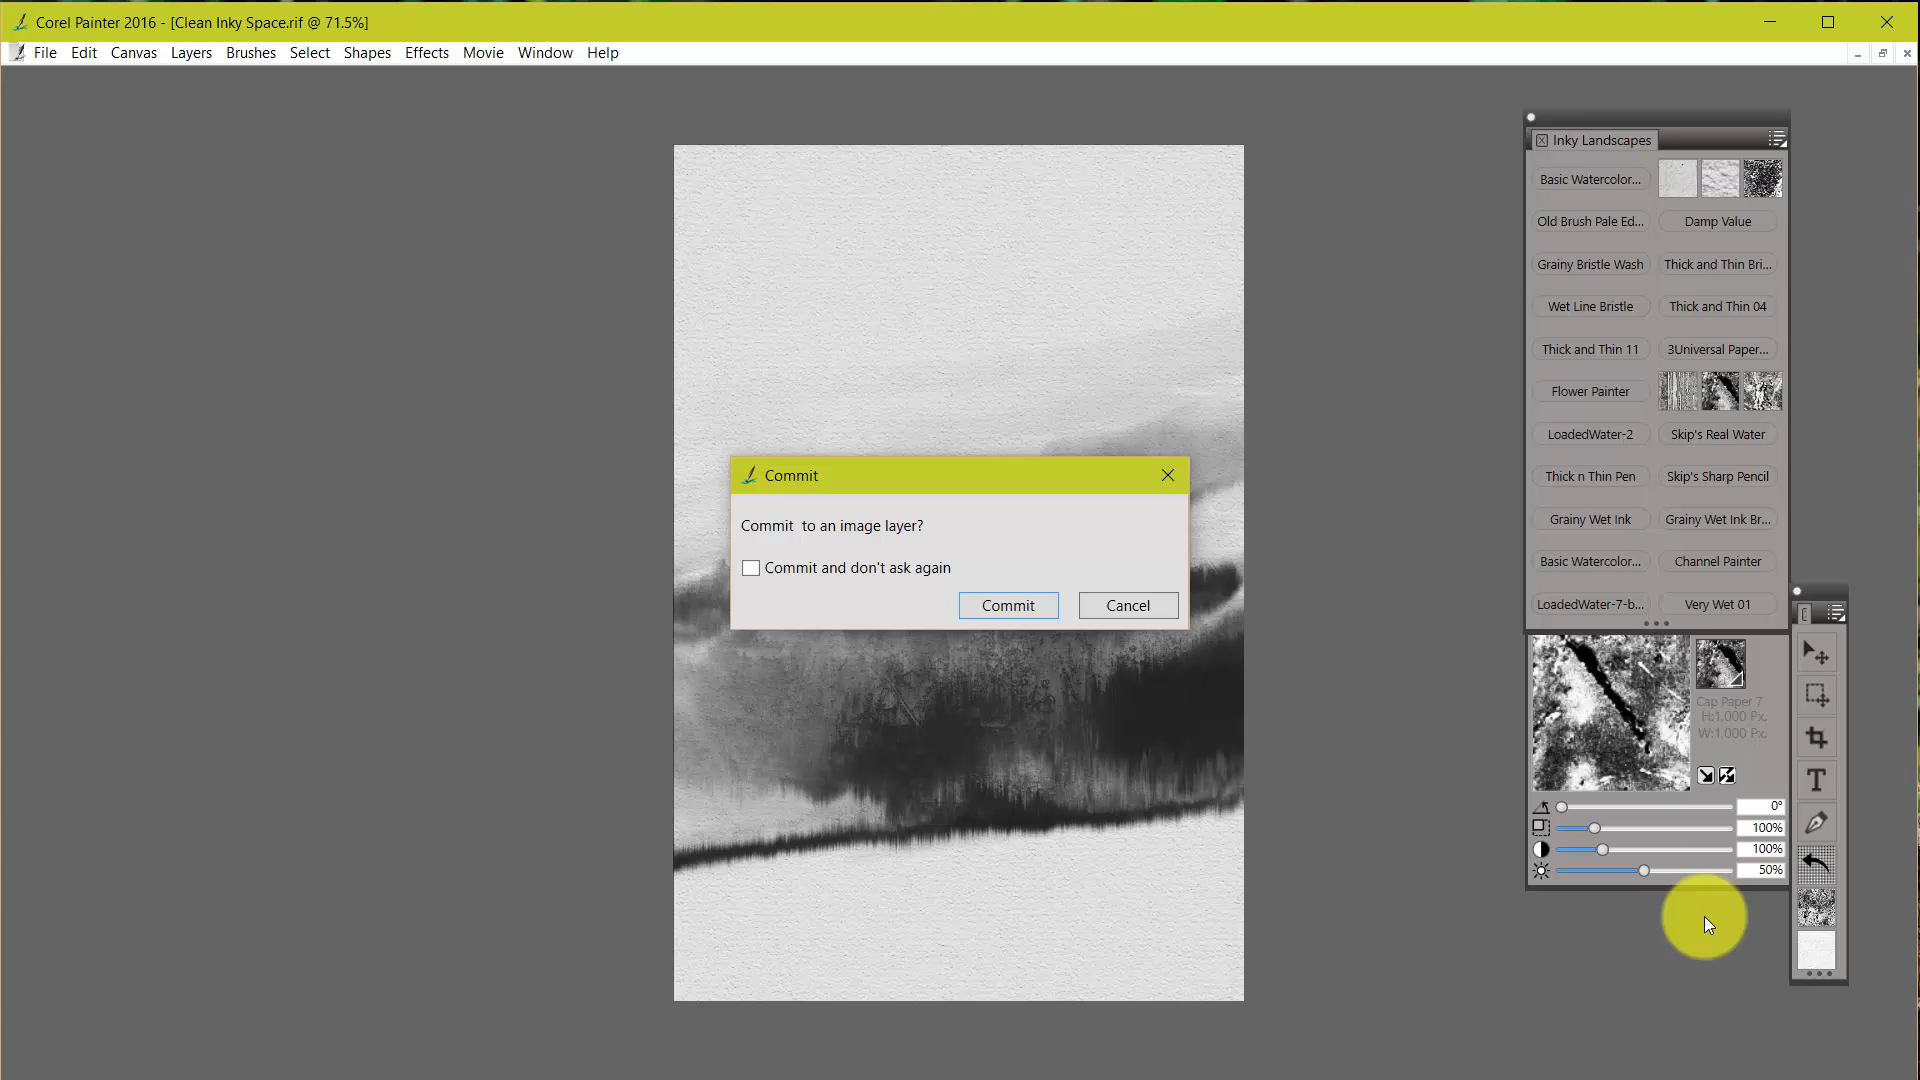 Corel Painter 2016 - [Clean Inky Space.rif @ 71.5%]
File Edit Canvas Layers Brushes Select Shapes Effects Movie Window Help
Inky Landscapes
Basic Watercolor...
Old Brush Pale Ed... Damp Value
Grainy Bristle Wash Thick and Thin Bri...
Wet Line Bristle Thick and Thin 04
Thick and Thin 11 3Universal Paper...
Flower Painter
LoadedWater-2 Skip's Real Water
Thick n Thin Pen Skip's Sharp Pencil
Grainy Wet Ink Grainy Wet Ink Br...
Basic Watercolor... Channel Painter
LoadedWater-7-b... Very Wet 01
Commit
Commit  to an image layer?
Commit and don't ask again
Commit Cancel
Cap Paper 7
H:1,000 Px.
W:1,000 Px.
0°
100%
100%
50%
T